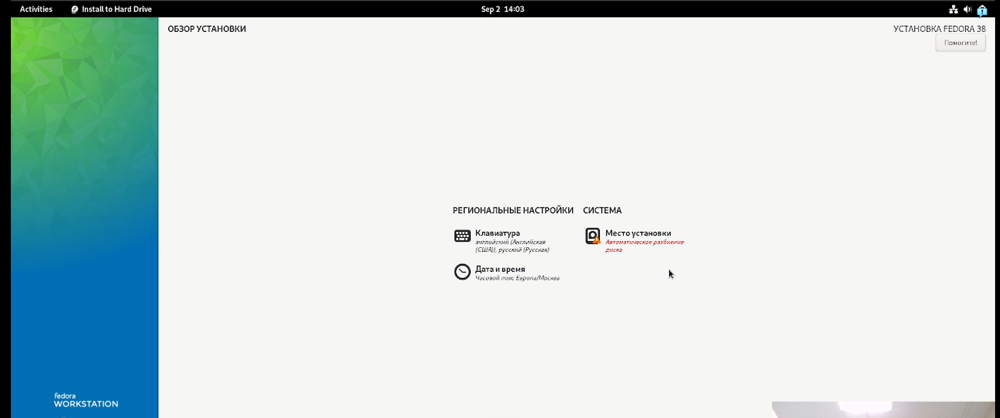 Activities Install to Hard Drive Sep 2 14:03
ОБЗОР УСТАНОВКИ
УСТАНОВКА FEDORA 38
Помогите!
РЕГИОНАЛЬНЫЕ НАСТРОЙКИ
Клавиатура
английский (Английская
(США)), русский (Русская)
Дата и время
Часовой пояс Европа/Москва
СИСТЕМА
Место установки
Автоматическое разбиение
диска
fedora
WORKSTATION